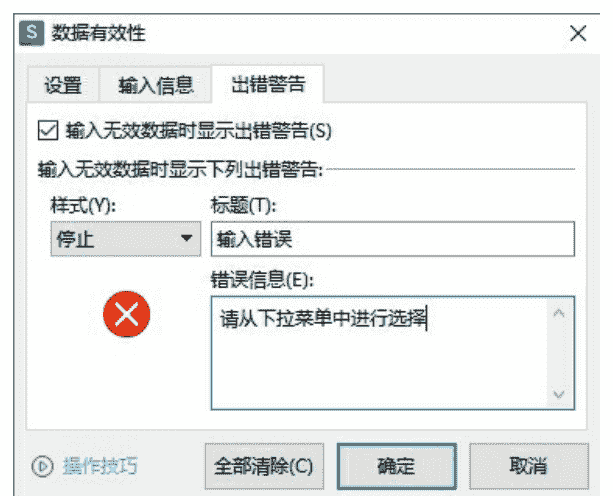 S 数据有效性
设置 输入信息 出错警告
输入无效数据时显示出错警告(S)
输入无效数据时显示下列出错警告:
样式(Y): 标题(T):
停止 输入错误
错误信息(E):
请从下拉菜单中进行选择
操作技巧 全部清除(C) 确定 取消